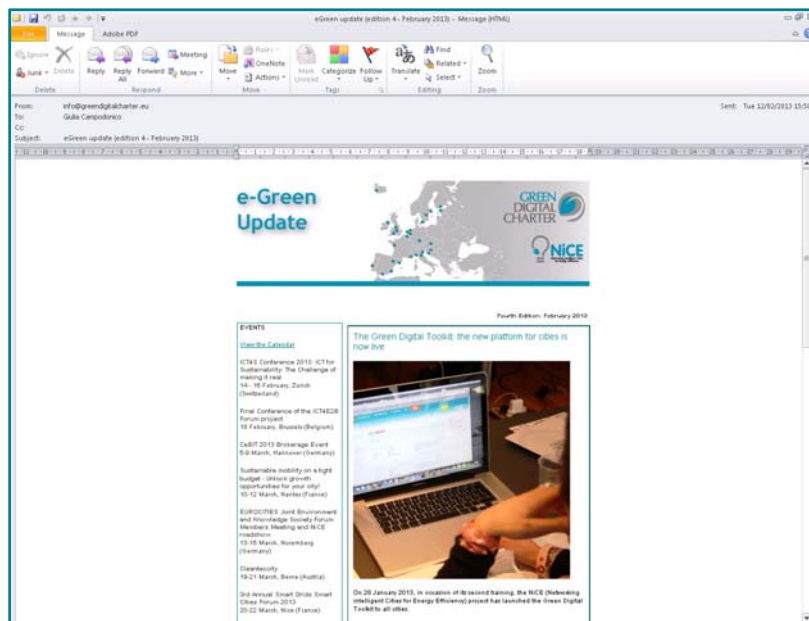 eGreen update (edition 4 - February 2013) - Message (HTML)
File Message Adobe PDF
Ignore
Junk Delete
Delete
Reply Reply All Forward
Meeting
More
Respond
Move
Rules
OneNote
Actions
Move
Mark Unread Categorize Follow Up
Tags
Translate
Find
Related
Select
Editing
Zoom
Zoom
From: info@greendigitalcharter.eu
Sent: Tue 12/02/2013 15:5
To: Giulia Campodonico
Cc:
Subject: eGreen update (edition 4 - February 2013)
e-Green
Update
GREEN
DIGITAL
CHARTER
NiCE
Fourth Edition: February 2013
EVENTS
View the Calendar
ICT4S Conference 2013: ICT for
Sustainability: The Challenge of
making it real
14 - 16 February, Zurich
(Switzerland)
Final Conference of the ICT4E2B
Forum project
18 February, Brussels (Belgium)
CeBIT 2013 Brokerage Event
5-9 March, Hannover (Germany)
Sustainable mobility on a tight
budget - Unlock growth
opportunities for your city!
10-12 March, Nantes (France)
EUROCITIES Joint Environment
and Knowledge Society Forum
Members Meeting and NiCE
roadshow
13-15 March, Nuremberg
(Germany)
19-21 March,
3rd Annual Smart Grids Smart
Cities Forum 2013
20-22 March, Nice (France)
The Green Digital Toolkit: the new platform for cities is
now live
On 28 January 2013, in occasion of its second training, the NiCE (Networking
intelligent Cities for Energy Efficiency) project has launched the Green Digital
Toolkit to all cities.